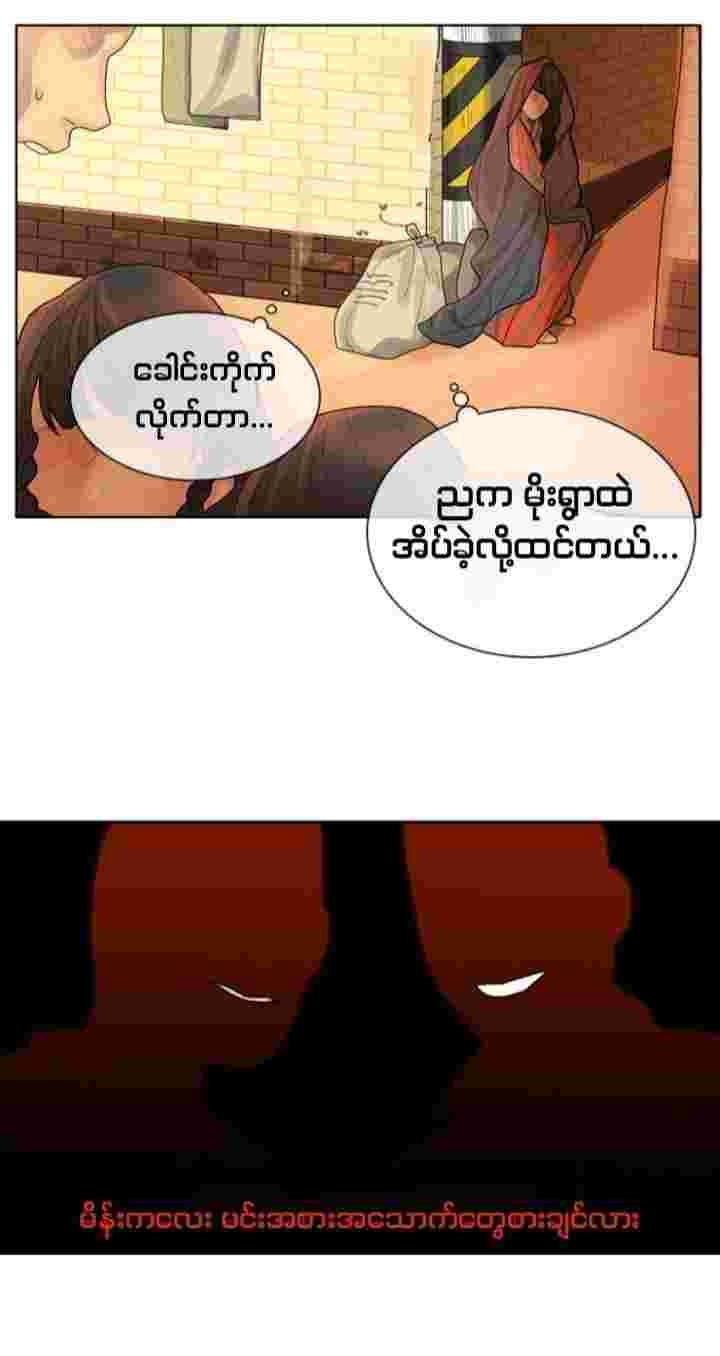 ခေါင်းကိုက်
လိုက်တာ...
ညက မိုးရွာထဲ
အိပ်ခဲ့လို့ထင်တယ်...
မိန်းကလေး မင်းအစားအသောက်တွေစားချင်လား